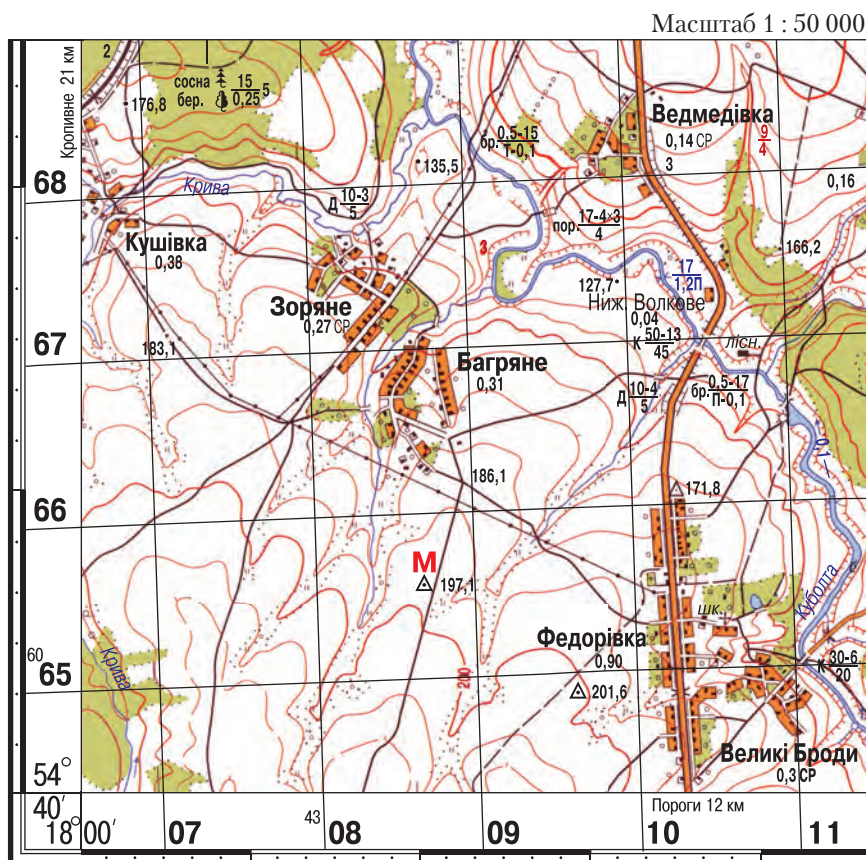 Масштаб 1 : 50 000
Кропивне 21 км
2
176,8
сосна
бер.
15
0,25
5
135,5
бр. 0,5-15
Т-0,1
Ведмедівка
0,14 СР
3
9
4
0,16
68
Крива
Д 10-3
5
пор. 17-4×3
4
Кушівка
0,38
3
166,2
127,7
17
1,2П
Зоряне
0,27 СР
Ниж. Волкове
0,04
К 50-13
45
лісн.
67
183,1
Багряне
0,31
Д 10-4
5
бр. 0,5-17
П-0,1
0,1
186,1
171,8
66
М
197,1
шк.
Куболта
Федорівка
0,90
К 30-6
20
60
65
Крива
200
201,6
Великі Броди
0,3 СР
54°
40′
Пороги 12 км
18°00′
07
43
08
09
10
11